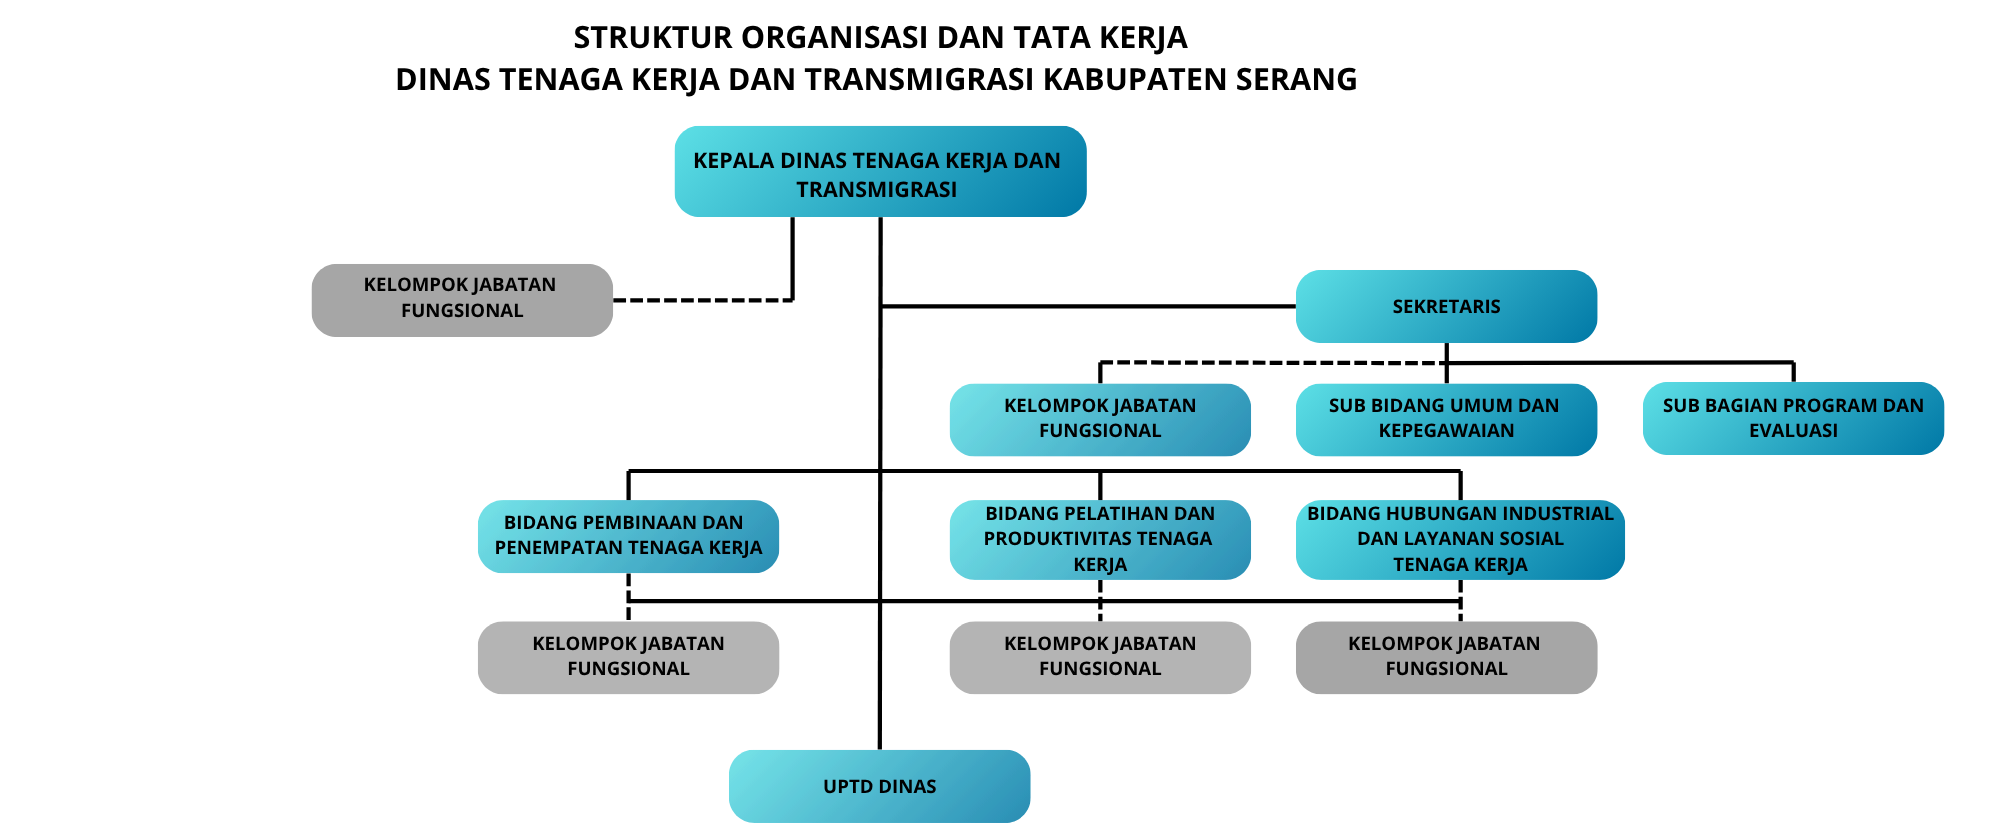 STRUKTUR ORGANISASI DAN TATA KERJA
DINAS TENAGA KERJA DAN TRANSMIGRASI KABUPATEN SERANG
KEPALA DINAS TENAGA KERJA DAN
TRANSMIGRASI
KELOMPOK JABATAN
FUNGSIONAL
SEKRETARIS
KELOMPOK JABATAN
FUNGSIONAL
SUB BIDANG UMUM DAN
KEPEGAWAIAN
SUB BAGIAN PROGRAM DAN
EVALUASI
BIDANG PEMBINAAN DAN
PENEMPATAN TENAGA KERJA
BIDANG PELATIHAN DAN
PRODUKTIVITAS TENAGA
KERJA
BIDANG HUBUNGAN INDUSTRIAL
DAN LAYANAN SOSIAL
TENAGA KERJA
KELOMPOK JABATAN
FUNGSIONAL
KELOMPOK JABATAN
FUNGSIONAL
KELOMPOK JABATAN
FUNGSIONAL
UPTD DINAS